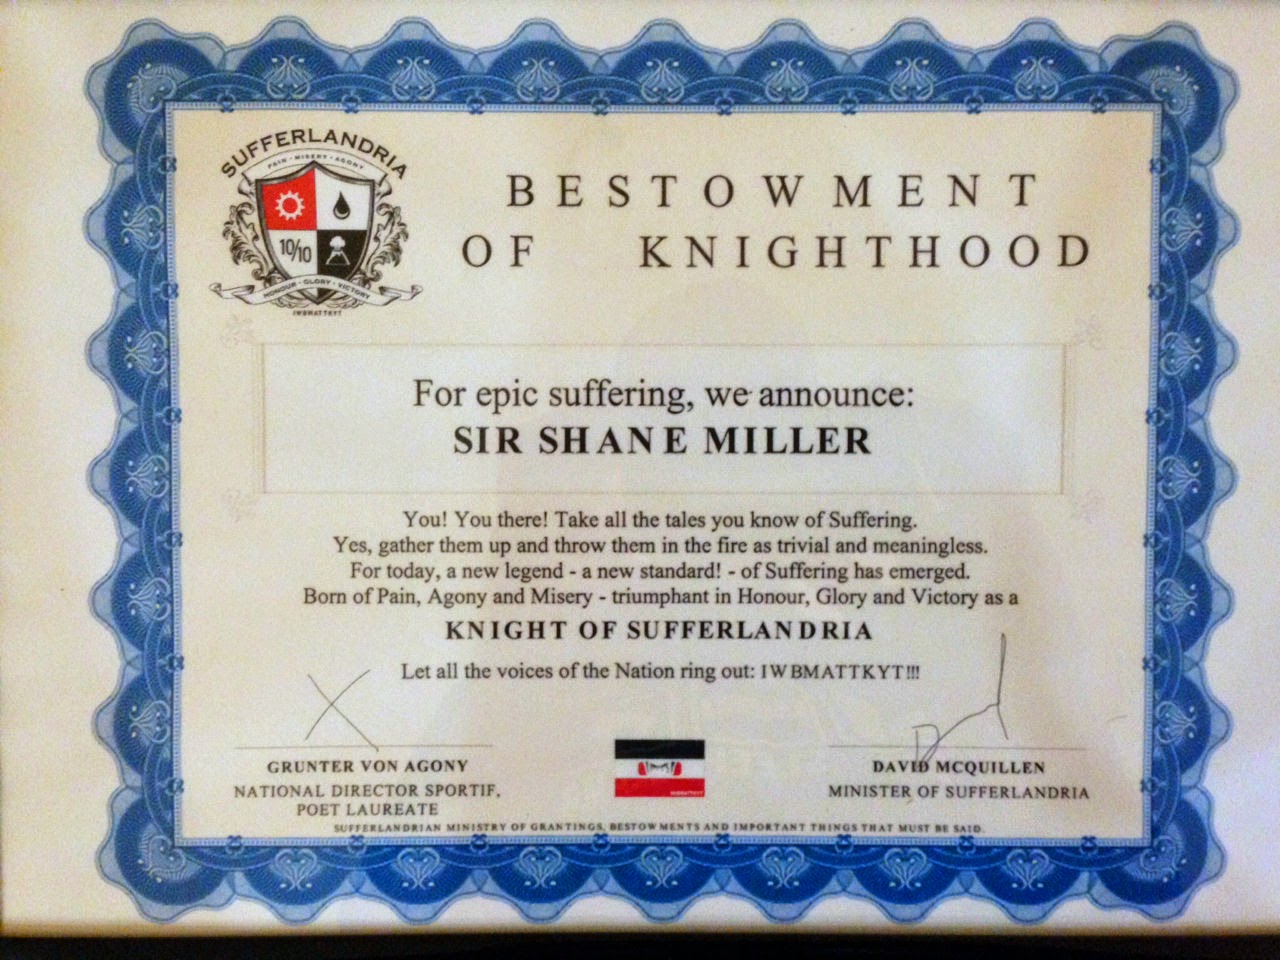 SUFFERLANDRIA
PAIN - MISERY - AGONY
10/10
HONOUR - GLORY - VICTORY
IWBMATTKYT
BESTOWMENT
OF KNIGHTHOOD
For epic suffering, we announce:
SIR SHANE MILLER
You! You there! Take all the tales you know of Suffering.
Yes, gather them up and throw them in the fire as trivial and meaningless.
For today, a new legend - a new standard! - of Suffering has emerged.
Born of Pain, Agony and Misery - triumphant in Honour, Glory and Victory as a
KNIGHT OF SUFFERLANDRIA
Let all the voices of the Nation ring out: IWBMATTKYT!!!
X
GRUNTER VON AGONY
NATIONAL DIRECTOR SPORTIF,
POET LAUREATE
IWBMATTKYT
DAVID MCQUILLEN
MINISTER OF SUFFERLANDRIA
SUFFERLANDRIAN MINISTRY OF GRANTINGS, BESTOWMENTS AND IMPORTANT THINGS THAT MUST BE SAID.